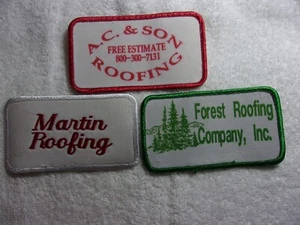 A.C. & SON
FREE ESTIMATE
800-300-7131
ROOFING
Martin
Roofing
Forest Roofing
Company, Inc.